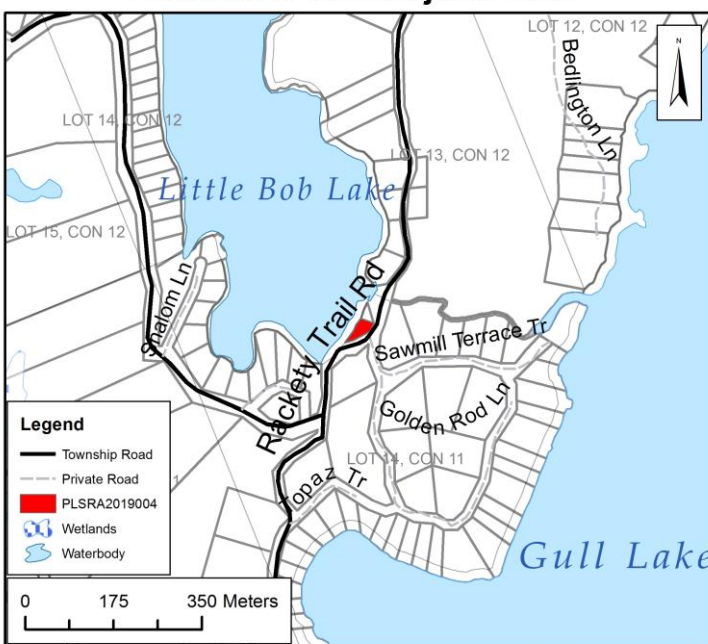 LOT 12, CON 12
N
Bedlington Ln
LOT 14, CON 12
LOT 13, CON 12
Little Bob Lake
LOT 15, CON 12
Shalom Ln
Rackety Trail Rd
Sawmill Terrace Tr
Golden Rod Ln
LOT 14, CON 11
Topaz Tr
Gull Lake
Legend
Township Road
Private Road
PLSRA2019004
Wetlands
Waterbody
0 175 350 Meters